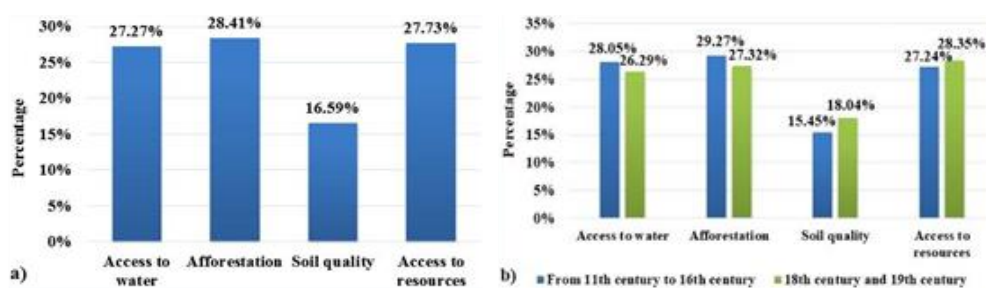 30%
25%
20%
15%
10%
5%
0%
Percentage
27.27%
28.41%
16.59%
27.73%
Access to
water
Afforestation
Soil quality
Access to
resources
a)
35%
30%
25%
20%
15%
10%
5%
0%
Percentage
28.05%
26.29%
29.27%
27.32%
15.45%
18.04%
27.24%
28.35%
Access to water
Afforestation
Soil quality
Access to
resources
b)
From 11th century to 16th century
18th century and 19th century